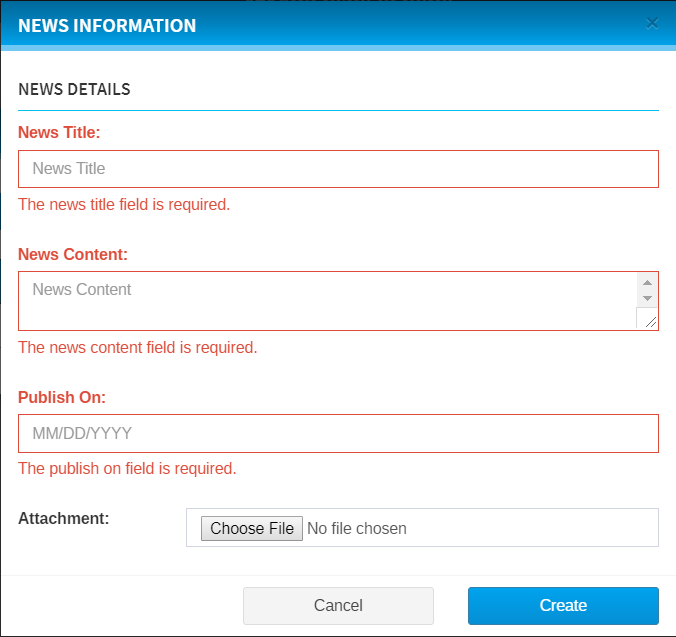 NEWS INFORMATION
×
NEWS DETAILS
News Title:
News Title
The news title field is required.
News Content:
News Content
The news content field is required.
Publish On:
MM/DD/YYYY
The publish on field is required.
Attachment:
Choose File No file chosen
Cancel
Create